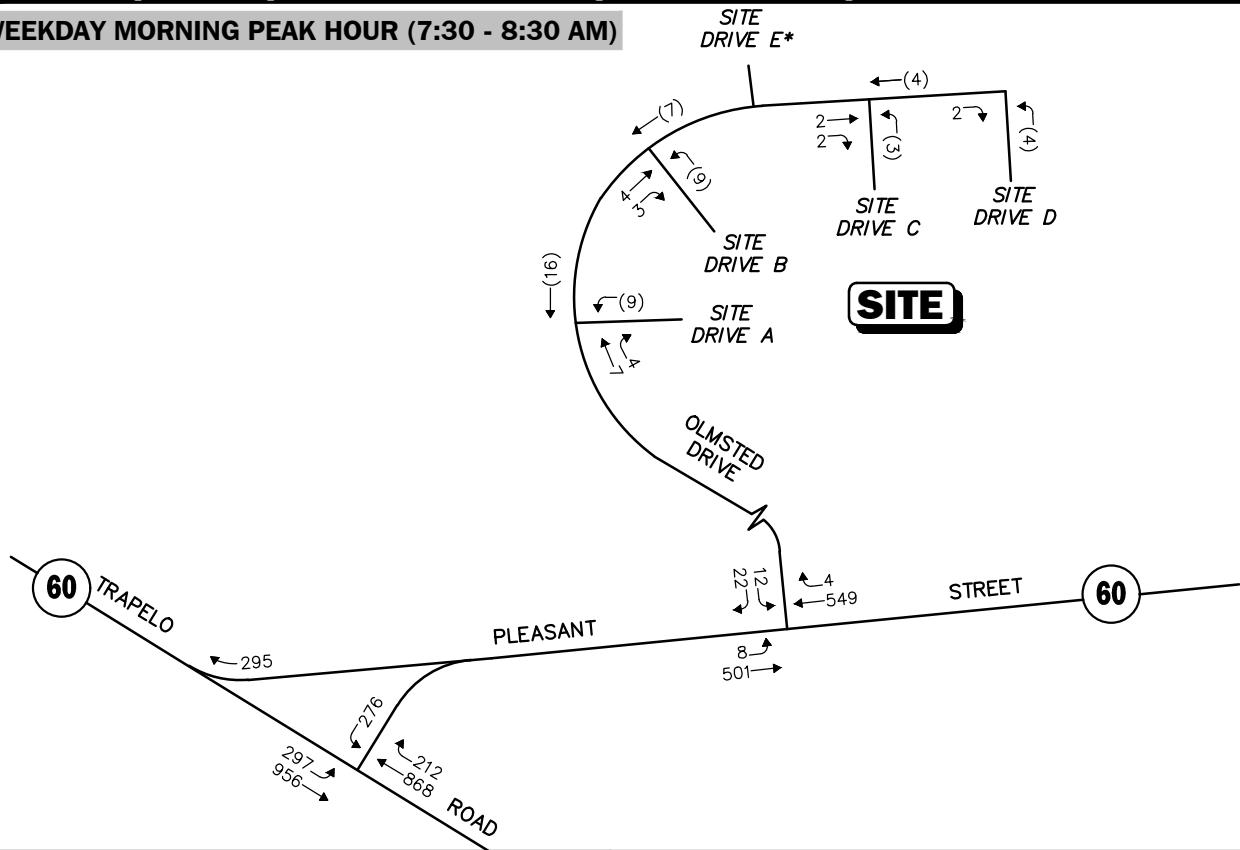 WEEKDAY MORNING PEAK HOUR (7:30 - 8:30 AM)
SITE
DRIVE E*
(4)
(7)
2
2
(3)
2
(4)
(9)
4
3
SITE
DRIVE C
SITE
DRIVE D
SITE
DRIVE B
(16)
(9)
SITE
DRIVE A
7
4
SITE
OLMSTED
DRIVE
60
TRAPELO
22
12
4
549
STREET
60
PLEASANT
8
501
295
276
297
956
212
868
ROAD